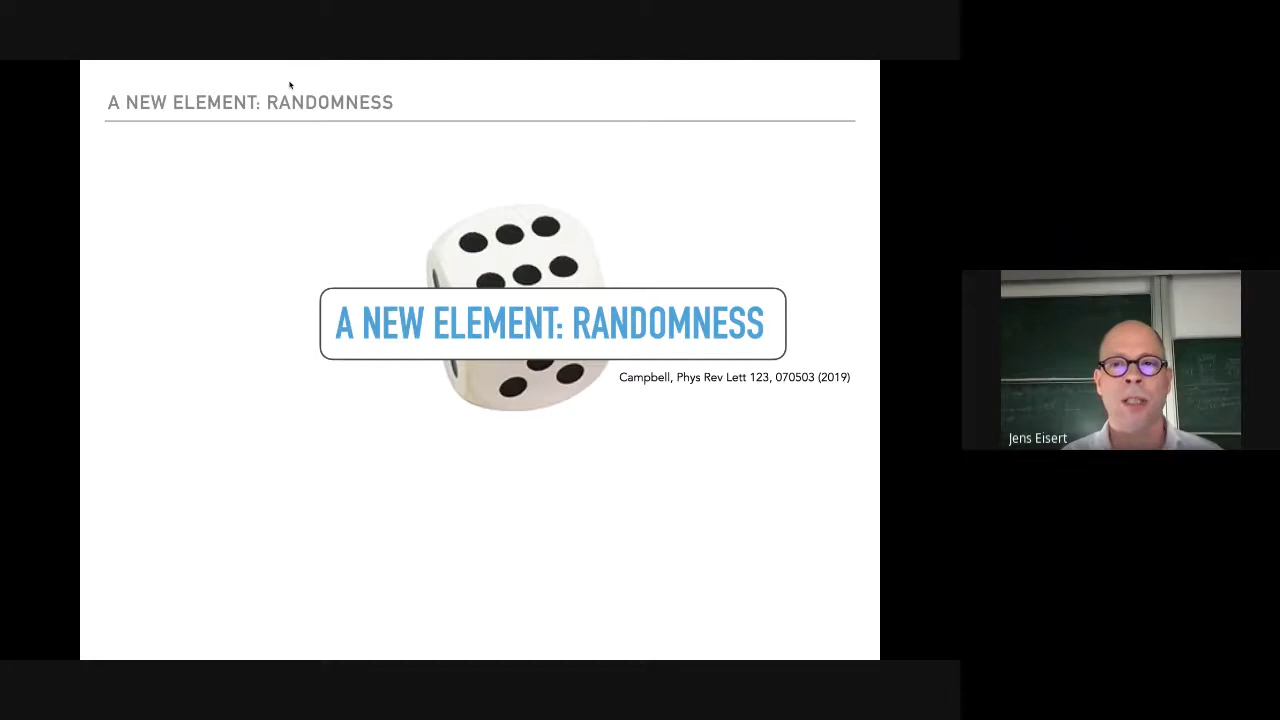 A NEW ELEMENT: RANDOMNESS
A NEW ELEMENT: RANDOMNESS
Campbell, Phys Rev Lett 123, 070503 (2019)
Jens Eisert